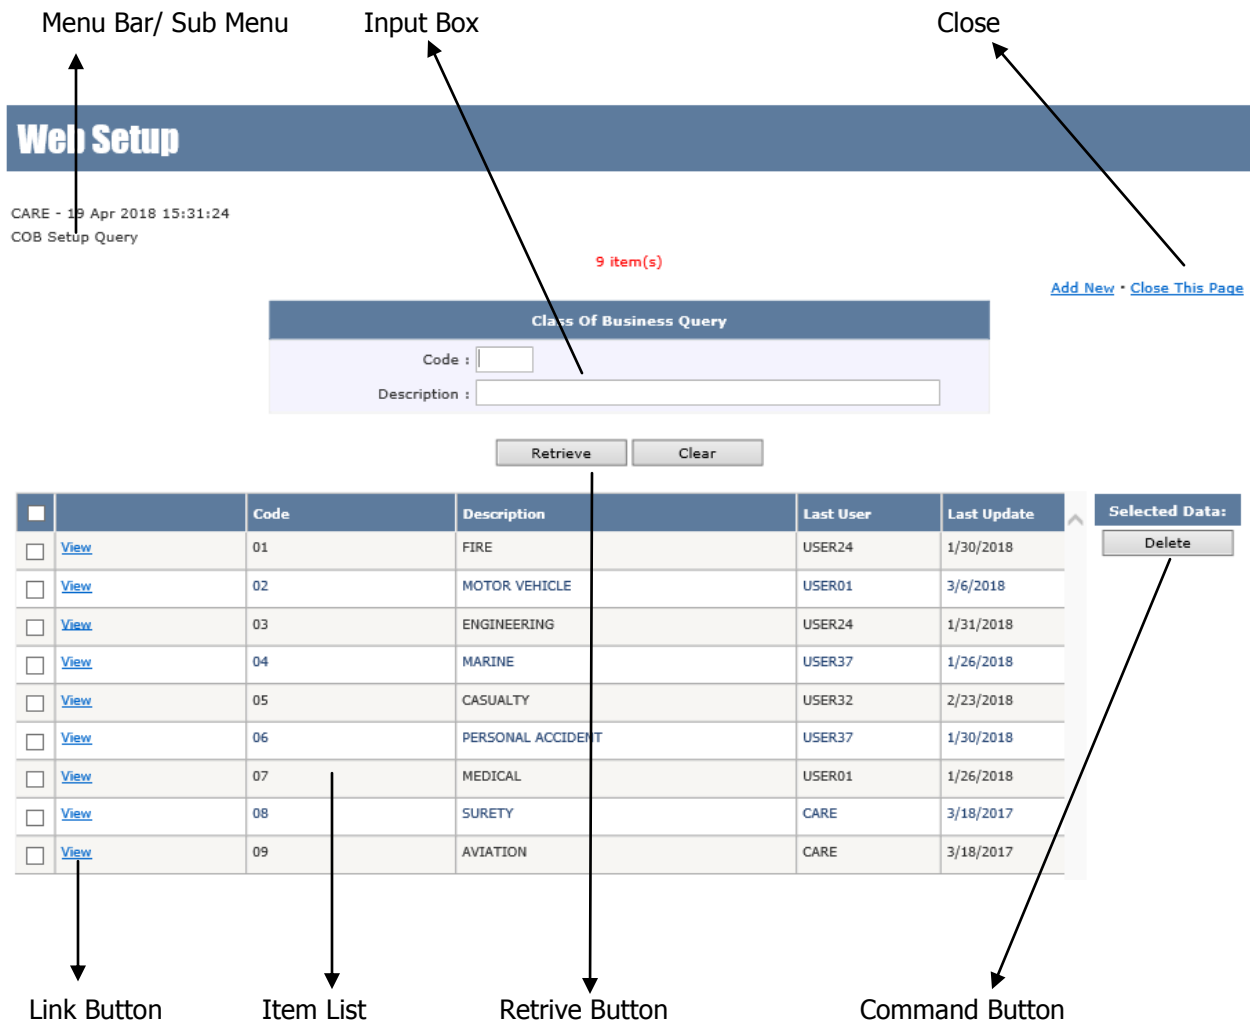 Menu Bar/ Sub Menu Input Box Close
Web Setup
CARE - 19 Apr 2018 15:31:24
COB Setup Query
9 item(s)
Add New • Close This Page
Class Of Business Query
Code :
Description :
Retrieve Clear
Code Description Last User Last Update Selected Data:
View 01 FIRE USER24 1/30/2018 Delete
View 02 MOTOR VEHICLE USER01 3/6/2018
View 03 ENGINEERING USER24 1/31/2018
View 04 MARINE USER37 1/26/2018
View 05 CASUALTY USER32 2/23/2018
View 06 PERSONAL ACCIDENT USER37 1/30/2018
View 07 MEDICAL USER01 1/26/2018
View 08 SURETY CARE 3/18/2017
View 09 AVIATION CARE 3/18/2017
Link Button Item List Retrive Button Command Button